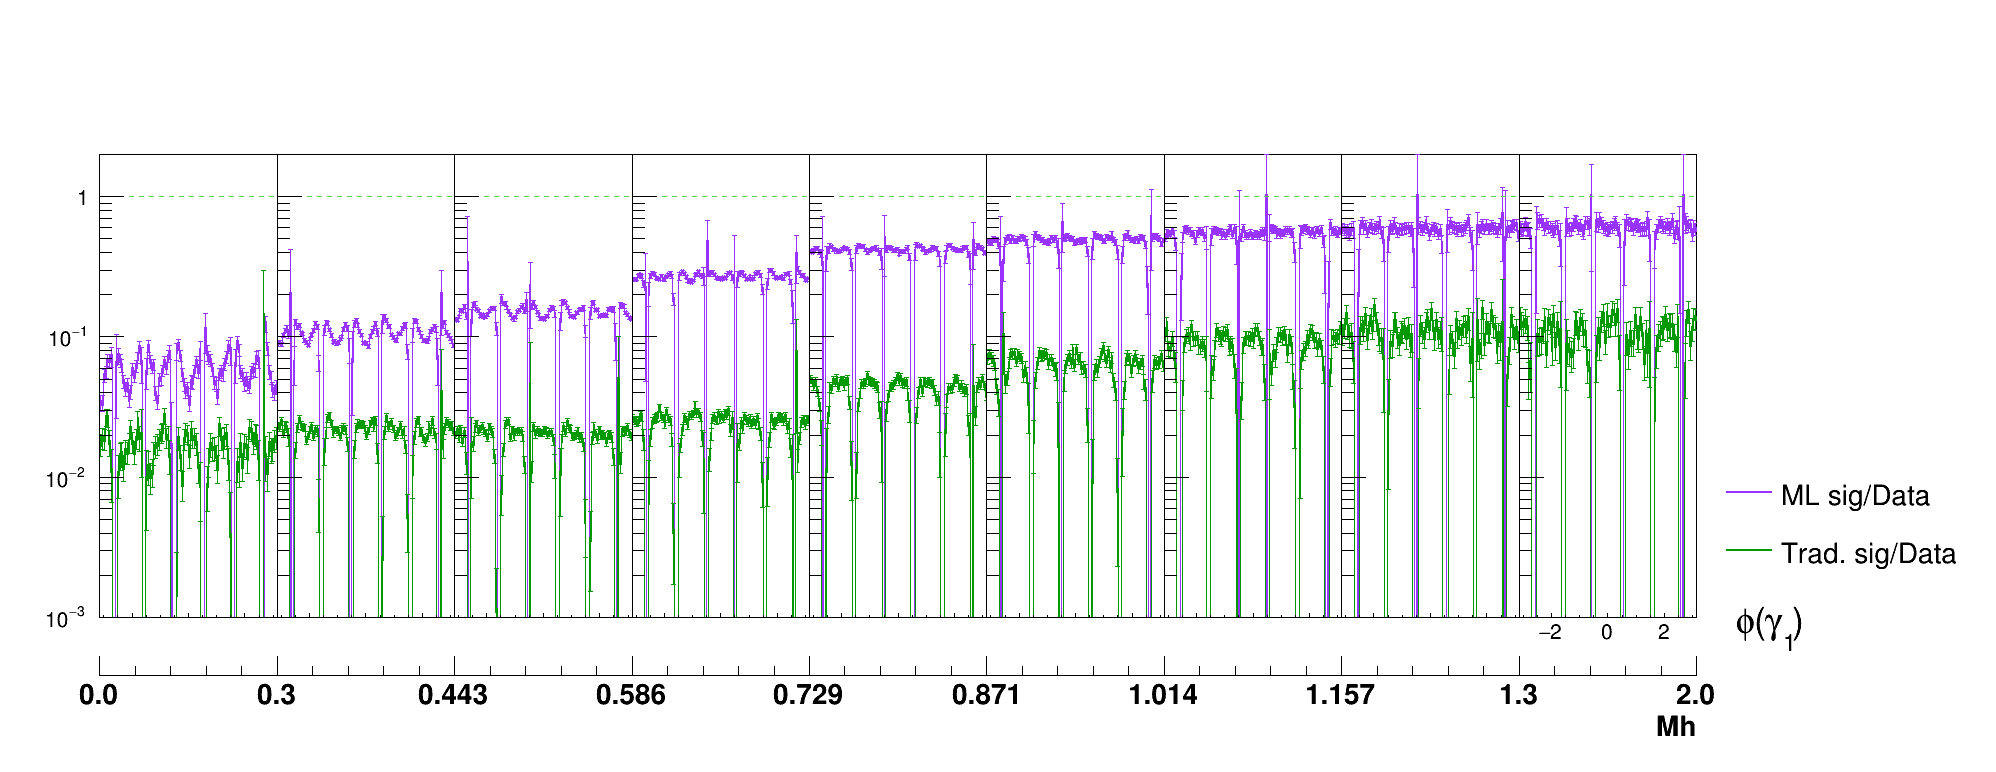 1
10⁻¹
10⁻²
10⁻³
ML sig/Data
Trad. sig/Data
−2 0 2
ϕ(γ₁)
0.0 0.3 0.443 0.586 0.729 0.871 1.014 1.157 1.3 2.0
Mh